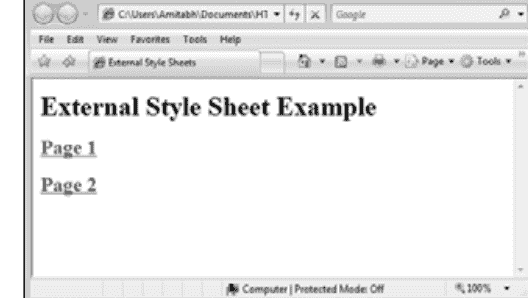 C:\Users\Amitabh\Documents\HT
Google
File Edit View Favorites Tools Help
External Style Sheets
Page Tools
External Style Sheet Example
Page 1
Page 2
Computer | Protected Mode: Off
100%